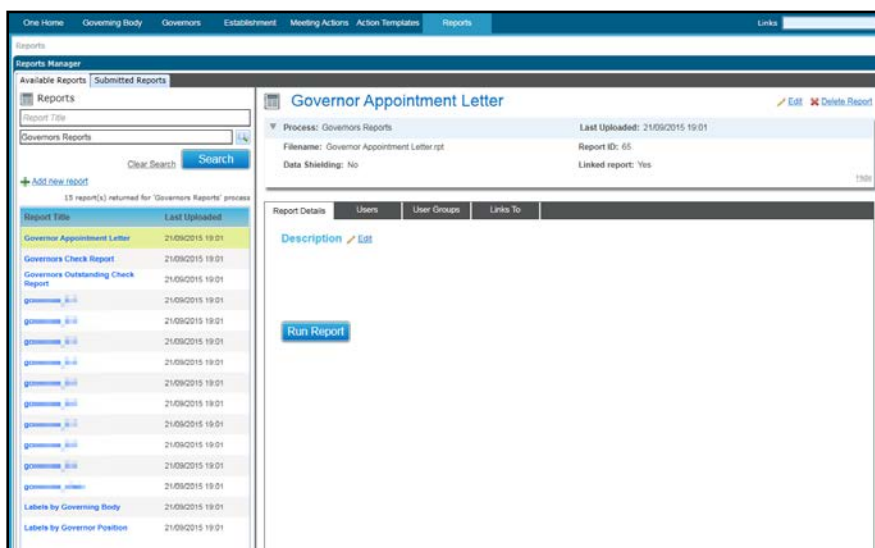 One Home Governing Body Governors Establishment Meeting Actions Action Templates Reports Links
Reports
Reports Manager
Available Reports Submitted Reports
Reports
Report Title
Governors Reports
Clear Search Search
Add new report
15 report(s) returned for 'Governors Reports' process
Report Title Last Uploaded
Governor Appointment Letter 21/09/2015 19:01
Governors Check Report 21/09/2015 19:01
Governors Outstanding Check
Report 21/09/2015 19:01
21/09/2015 19:01
21/09/2015 19:01
21/09/2015 19:01
21/09/2015 19:01
21/09/2015 19:01
21/09/2015 19:01
21/09/2015 19:01
21/09/2015 19:01
21/09/2015 19:01
21/09/2015 19:01
Labels by Governing Body 21/09/2015 19:01
Labels by Governor Position 21/09/2015 19:01
Governor Appointment Letter
Edit Delete Report
Process: Governors Reports Last Uploaded: 21/09/2015 19:01
Filename: Governor Appointment Letter.rpt Report ID: 65
Data Shielding: No Linked report: Yes
Hide
Report Details Users User Groups Links To
Description Edit
Run Report